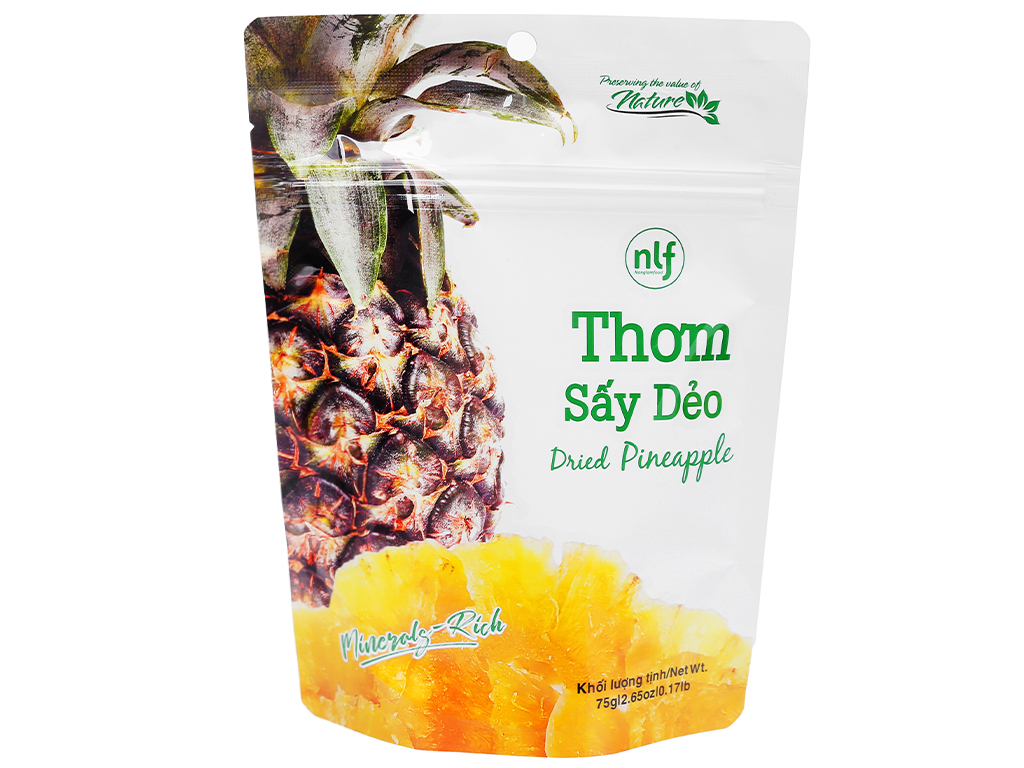 Preserving the value of
Nature
nlf
Nonglamfood
Thơm
Sấy Dẻo
Dried Pineapple
Minerals-Rich
Khối lượng tịnh/Net Wt.
75g|2.65oz|0.17lb